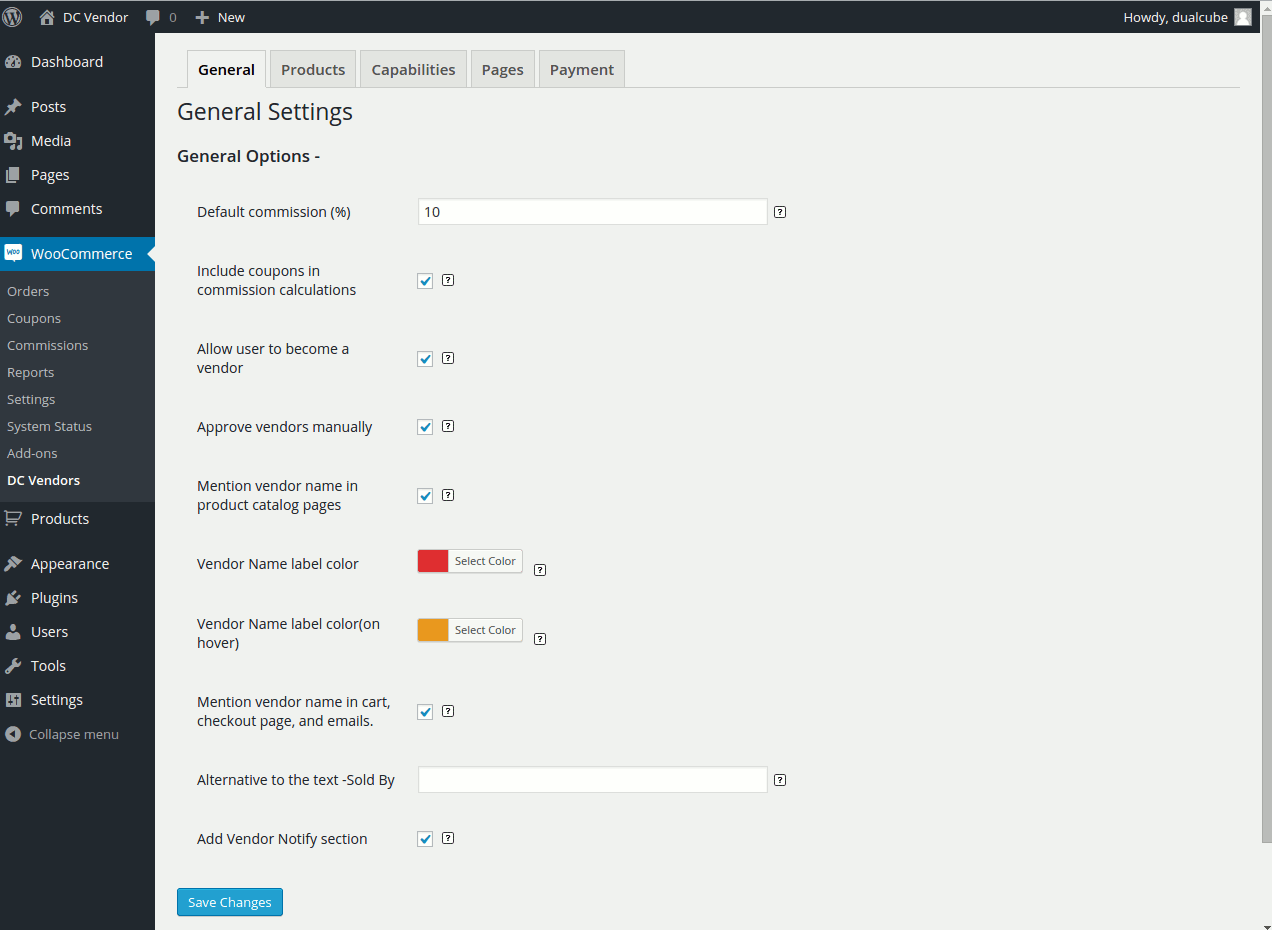 DC Vendor 0 New Howdy, dualcube
Dashboard
Posts
Media
Pages
Comments
WOO WooCommerce
Orders
Coupons
Commissions
Reports
Settings
System Status
Add-ons
DC Vendors
Products
Appearance
Plugins
Users
Tools
Settings
Collapse menu
General Products Capabilities Pages Payment
General Settings
General Options -
Default commission (%) 10 ?
Include coupons in
commission calculations ?
Allow user to become a
vendor ?
Approve vendors manually ?
Mention vendor name in
product catalog pages ?
Vendor Name label color Select Color ?
Vendor Name label color(on
hover) Select Color ?
Mention vendor name in cart,
checkout page, and emails. ?
Alternative to the text -Sold By ?
Add Vendor Notify section ?
Save Changes